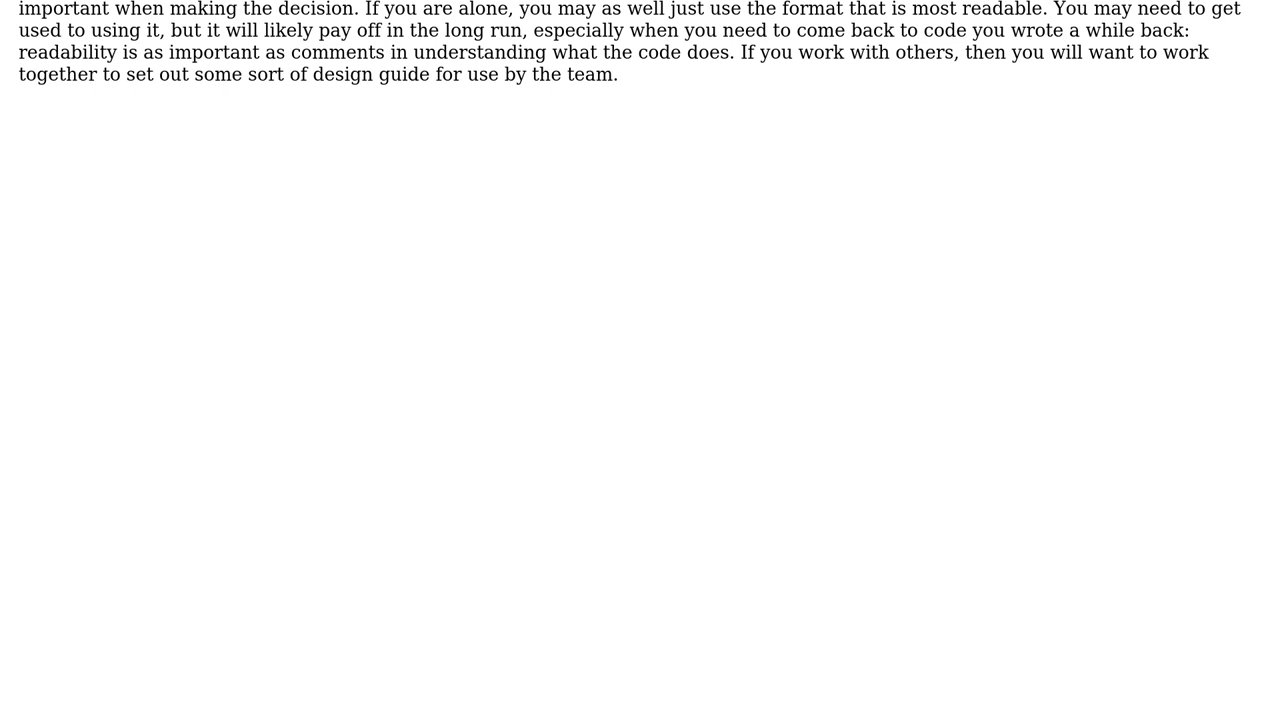 important when making the decision. If you are alone, you may as well just use the format that is most readable. You may need to get
used to using it, but it will likely pay off in the long run, especially when you need to come back to code you wrote a while back:
readability is as important as comments in understanding what the code does. If you work with others, then you will want to work
together to set out some sort of design guide for use by the team.